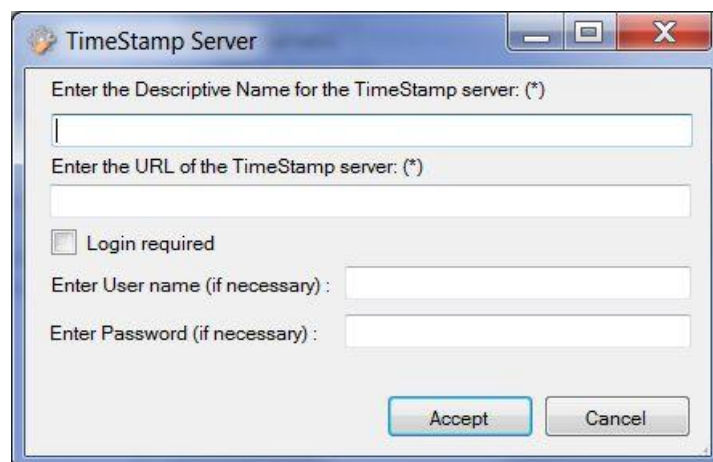 TimeStamp Server
Enter the Descriptive Name for the TimeStamp server: (*)
Enter the URL of the TimeStamp server: (*)
Login required
Enter User name (if necessary) :
Enter Password (if necessary) :
Accept
Cancel